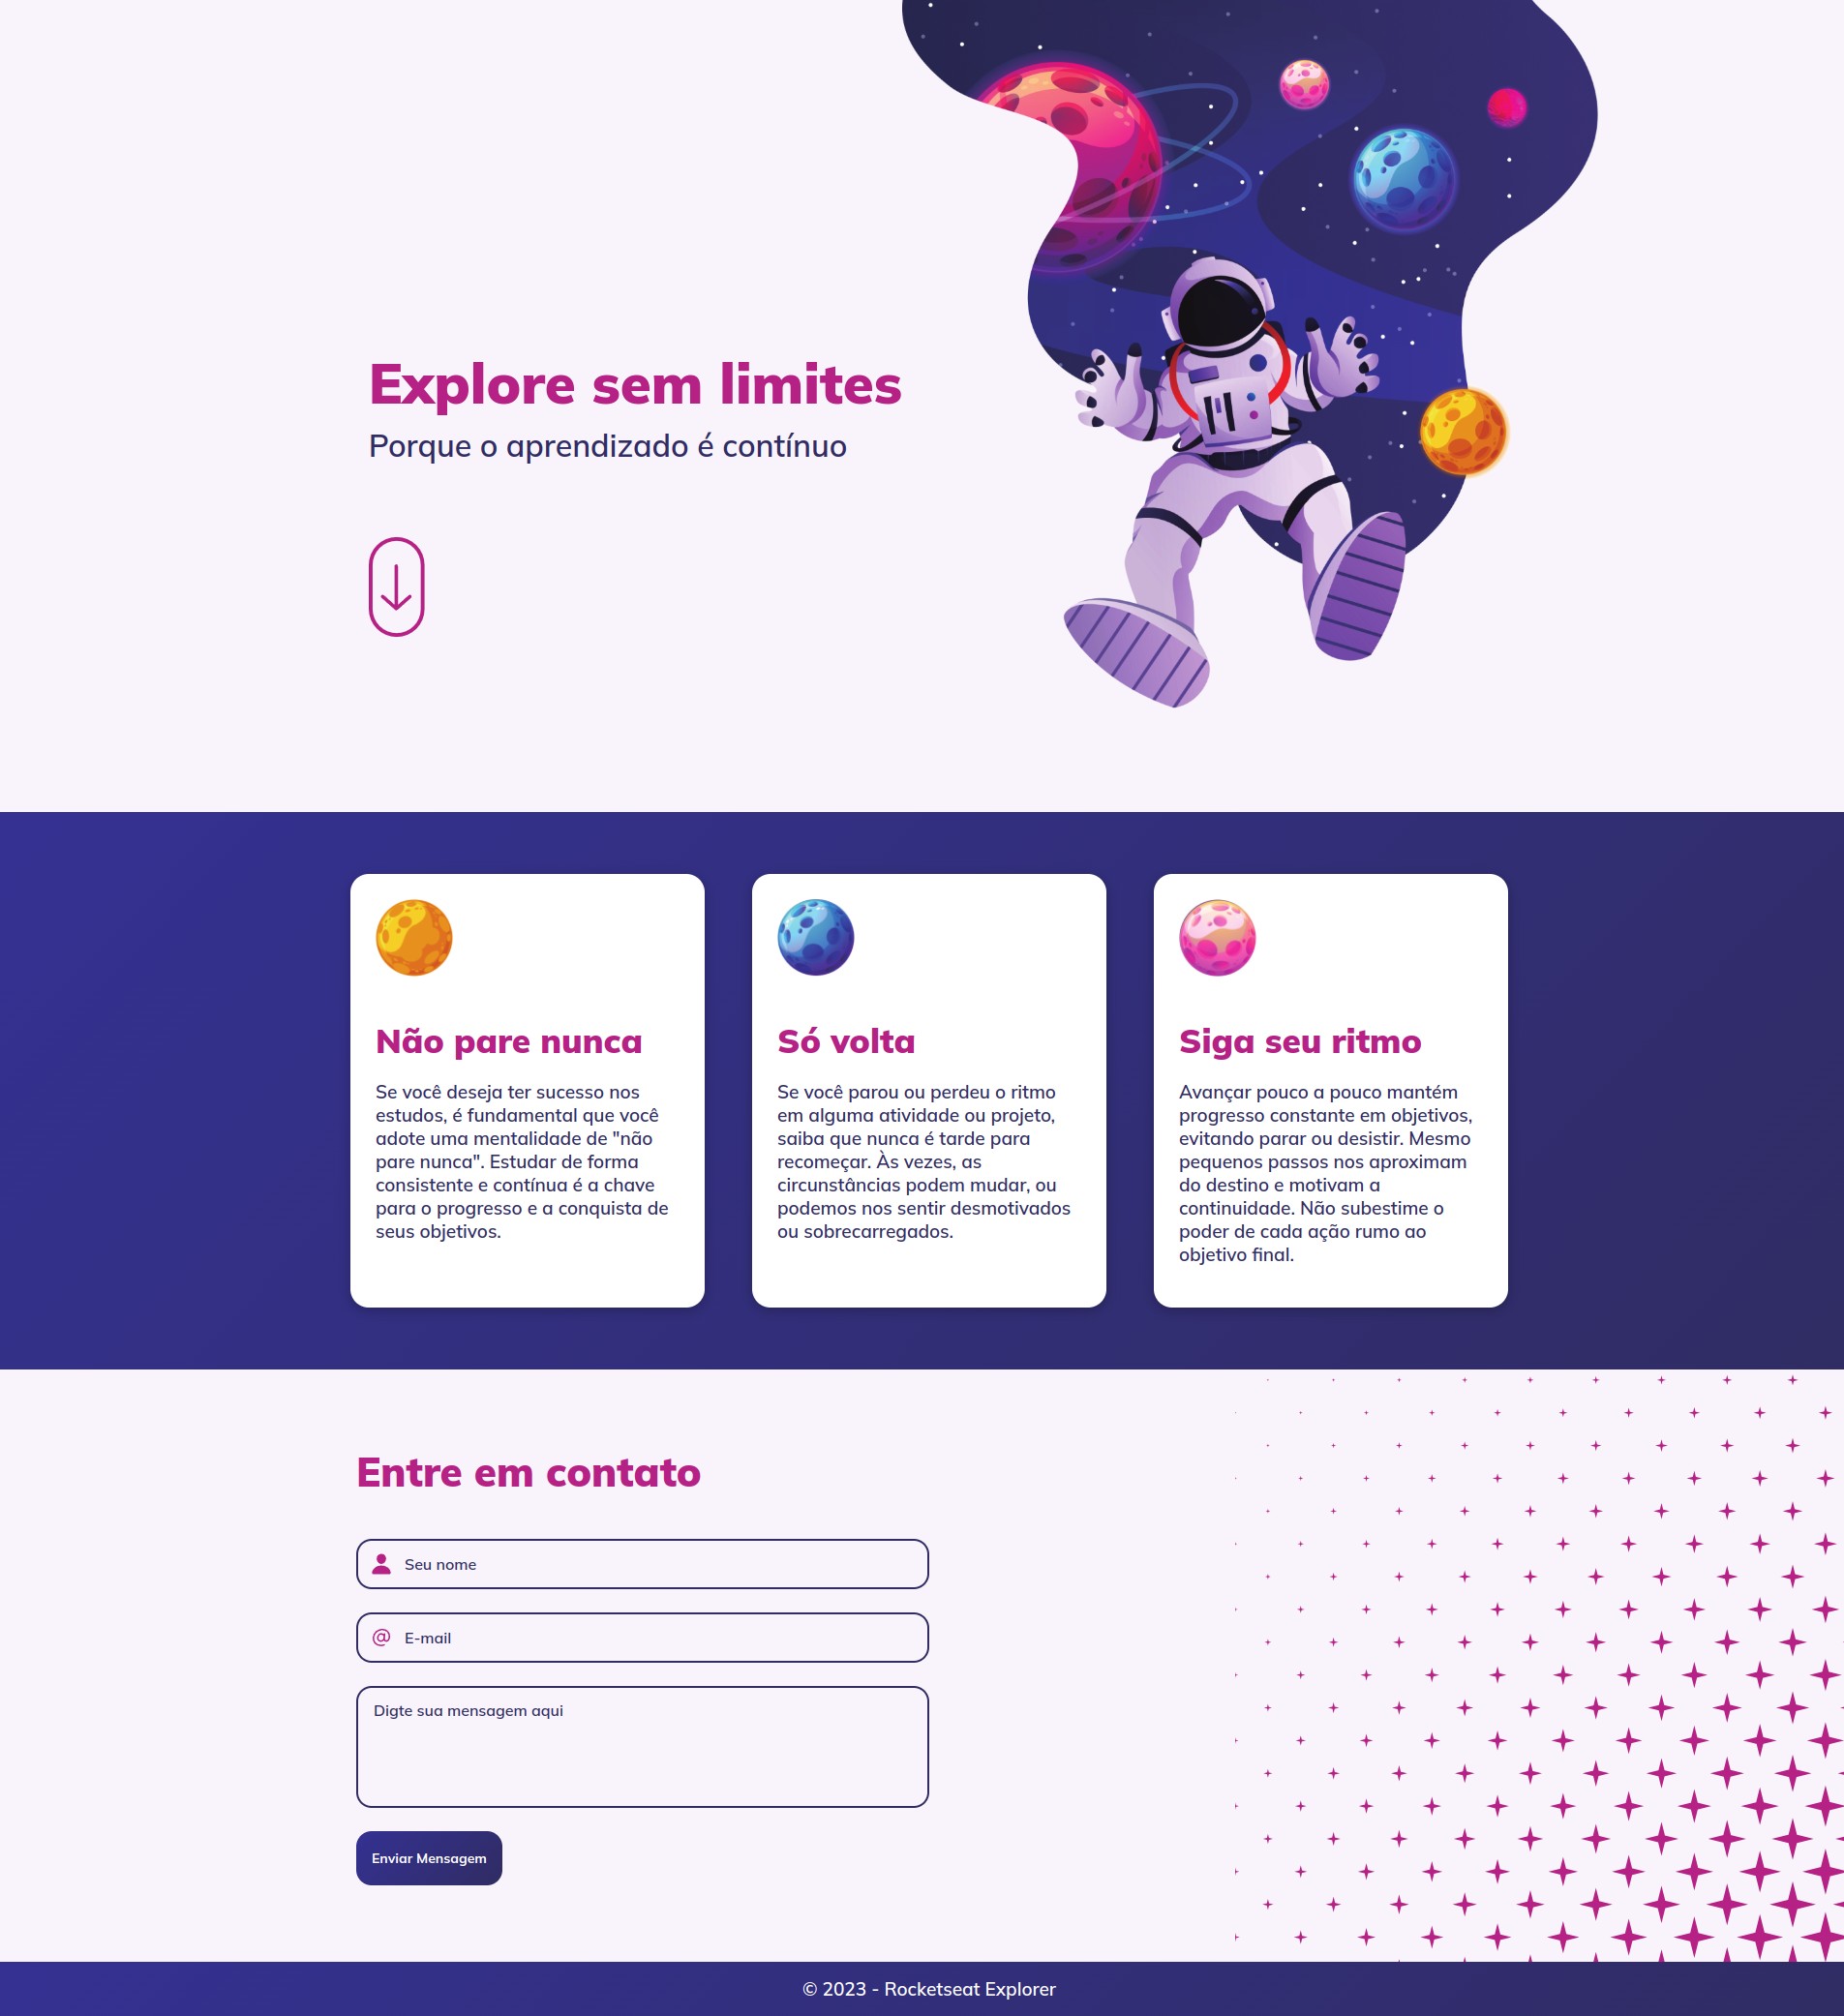 Explore sem limites
Porque o aprendizado é contínuo
Não pare nunca
Se você deseja ter sucesso nos
estudos, é fundamental que você
adote uma mentalidade de "não
pare nunca". Estudar de forma
consistente e contínua é a chave
para o progresso e a conquista de
seus objetivos.
Só volta
Se você parou ou perdeu o ritmo
em alguma atividade ou projeto,
saiba que nunca é tarde para
recomeçar. Às vezes, as
circunstâncias podem mudar, ou
podemos nos sentir desmotivados
ou sobrecarregados.
Siga seu ritmo
Avançar pouco a pouco mantém
progresso constante em objetivos,
evitando parar ou desistir. Mesmo
pequenos passos nos aproximam
do destino e motivam a
continuidade. Não subestime o
poder de cada ação rumo ao
objetivo final.
Entre em contato
Seu nome
@ E-mail
Digte sua mensagem aqui
Enviar Mensagem
© 2023 - Rocketseat Explorer